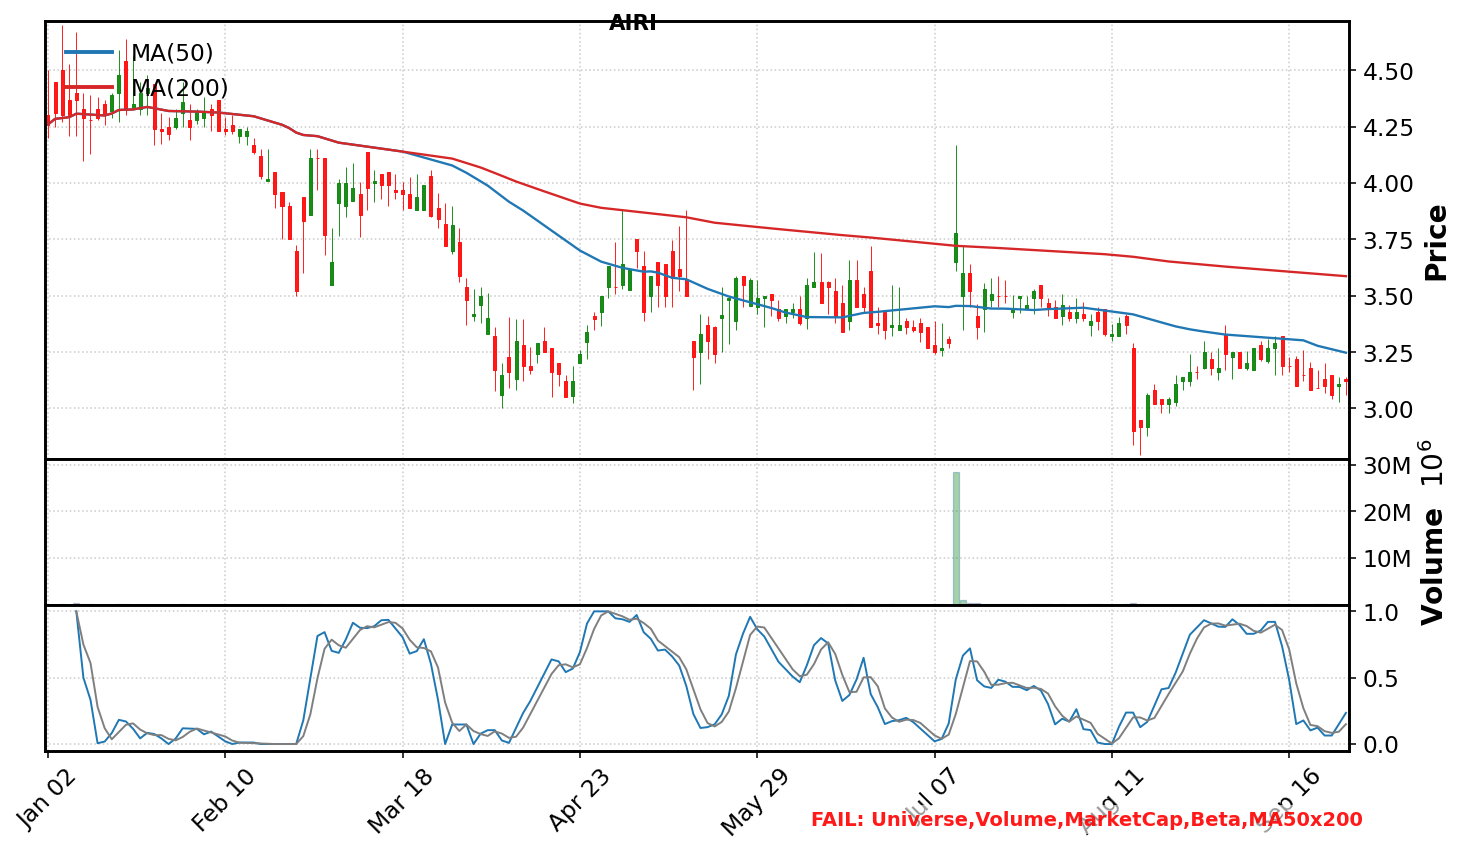 AIRI
MA(50)
MA(200)
4.50
4.25
4.00
3.75
3.50
3.25
3.00
Price
30M
20M
10M
Volume 10^6
1.0
0.5
0.0
Jan 02
Feb 10
Mar 18
Apr 23
May 29
Jul 07
Aug 11
Sep 16
FAIL: Universe,Volume,MarketCap,Beta,MA50x200